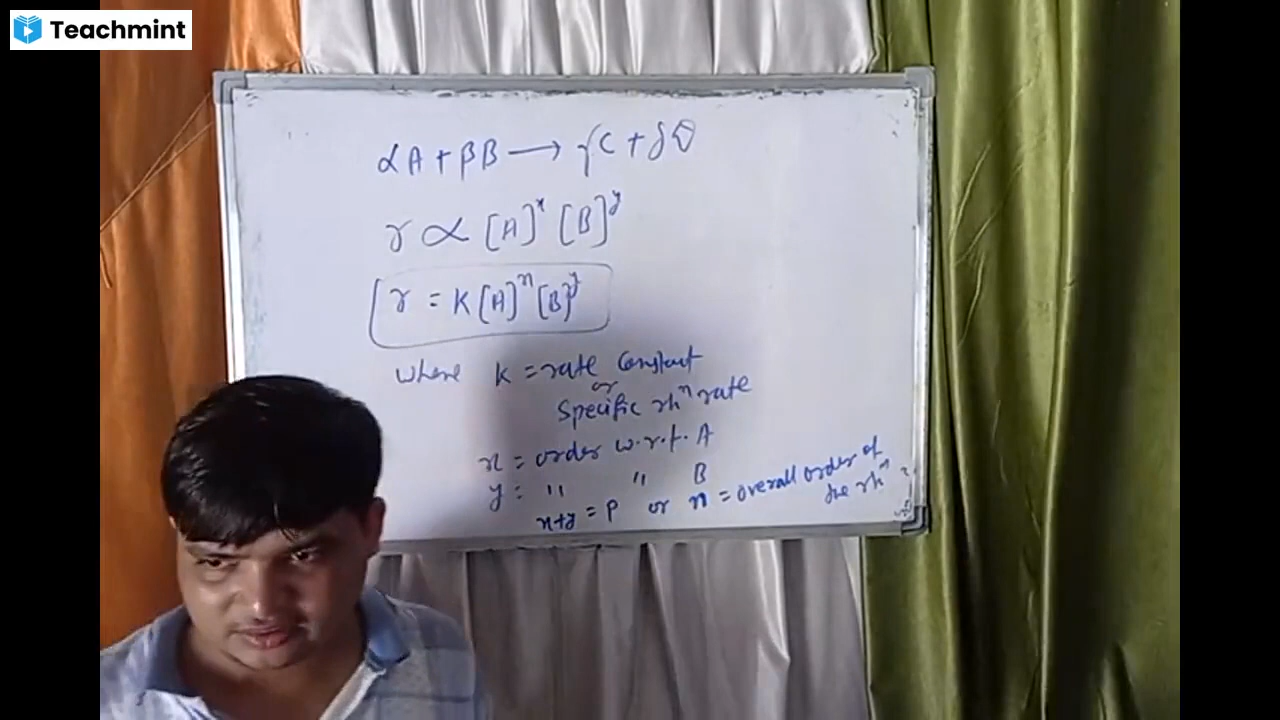 Teachmint
αA + βB ⟶ γC + δD
r ∝ [A]^x [B]^y
r = K[A]^x [B]^y
where K = rate constant
or
Specific rxⁿ rate
x = order w.r.t. A
y = " " B
x+y = P or n = overall order of
the rxⁿ